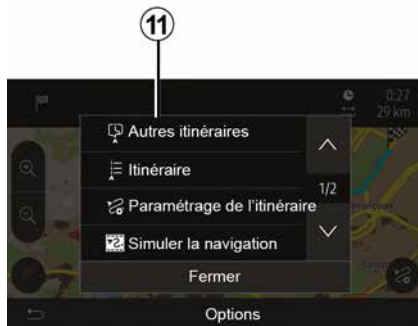 11
0:27
29 km
Autres itinéraires
Itinéraire
1/2
Paramétrage de l'itinéraire
Simuler la navigation
Fermer
Options